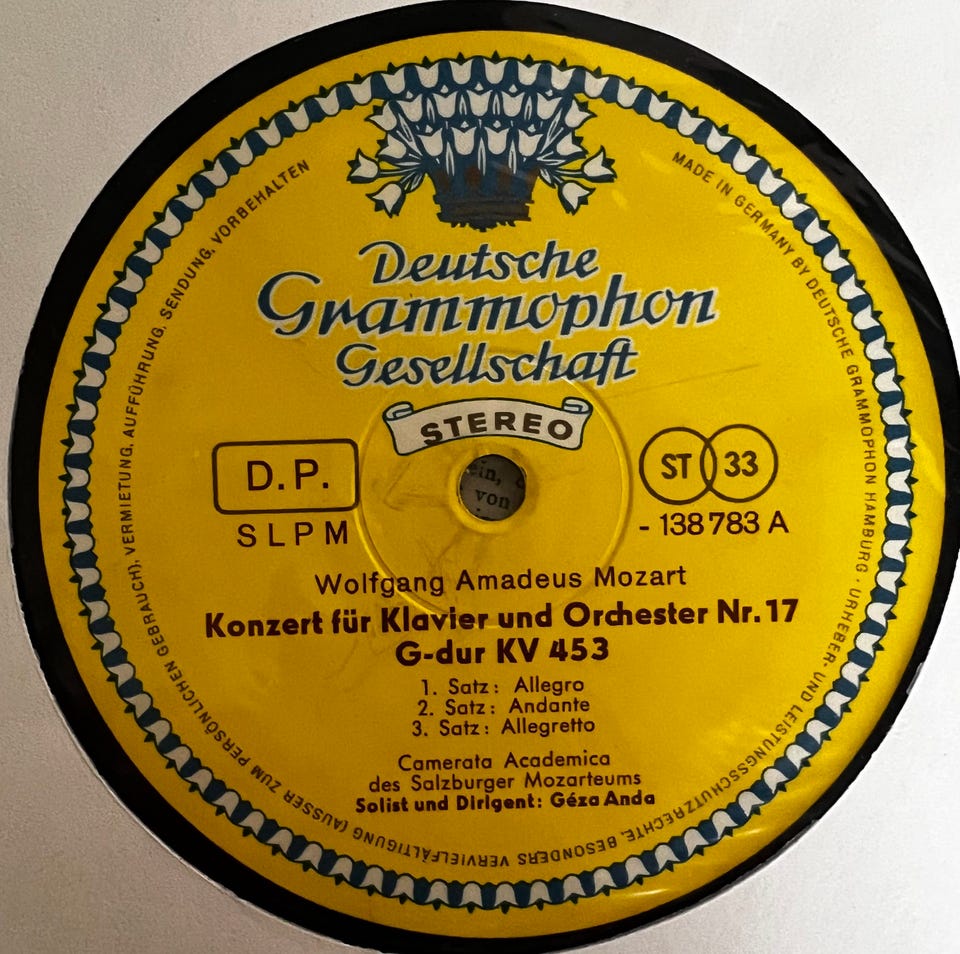 Deutsche
Grammophon
Gesellschaft
STEREO
D.P.
SLPM
ST 33
- 138 783 A
Wolfgang Amadeus Mozart
Konzert für Klavier und Orchester Nr. 17
G-dur KV 453
1. Satz: Allegro
2. Satz: Andante
3. Satz: Allegretto
Camerata Academica
des Salzburger Mozarteums
Solist und Dirigent: Géza Anda
MADE IN GERMANY BY DEUTSCHE GRAMMOPHON HAMBURG · URHEBER- UND LEISTUNGSSCHUTZRECHTE, BESONDERS VERVIELFÄLTIGUNG (AUSSER ZUM PERSÖNLICHEN GEBRAUCH), VERMIETUNG, AUFFÜHRUNG, SENDUNG, VORBEHALTEN
von